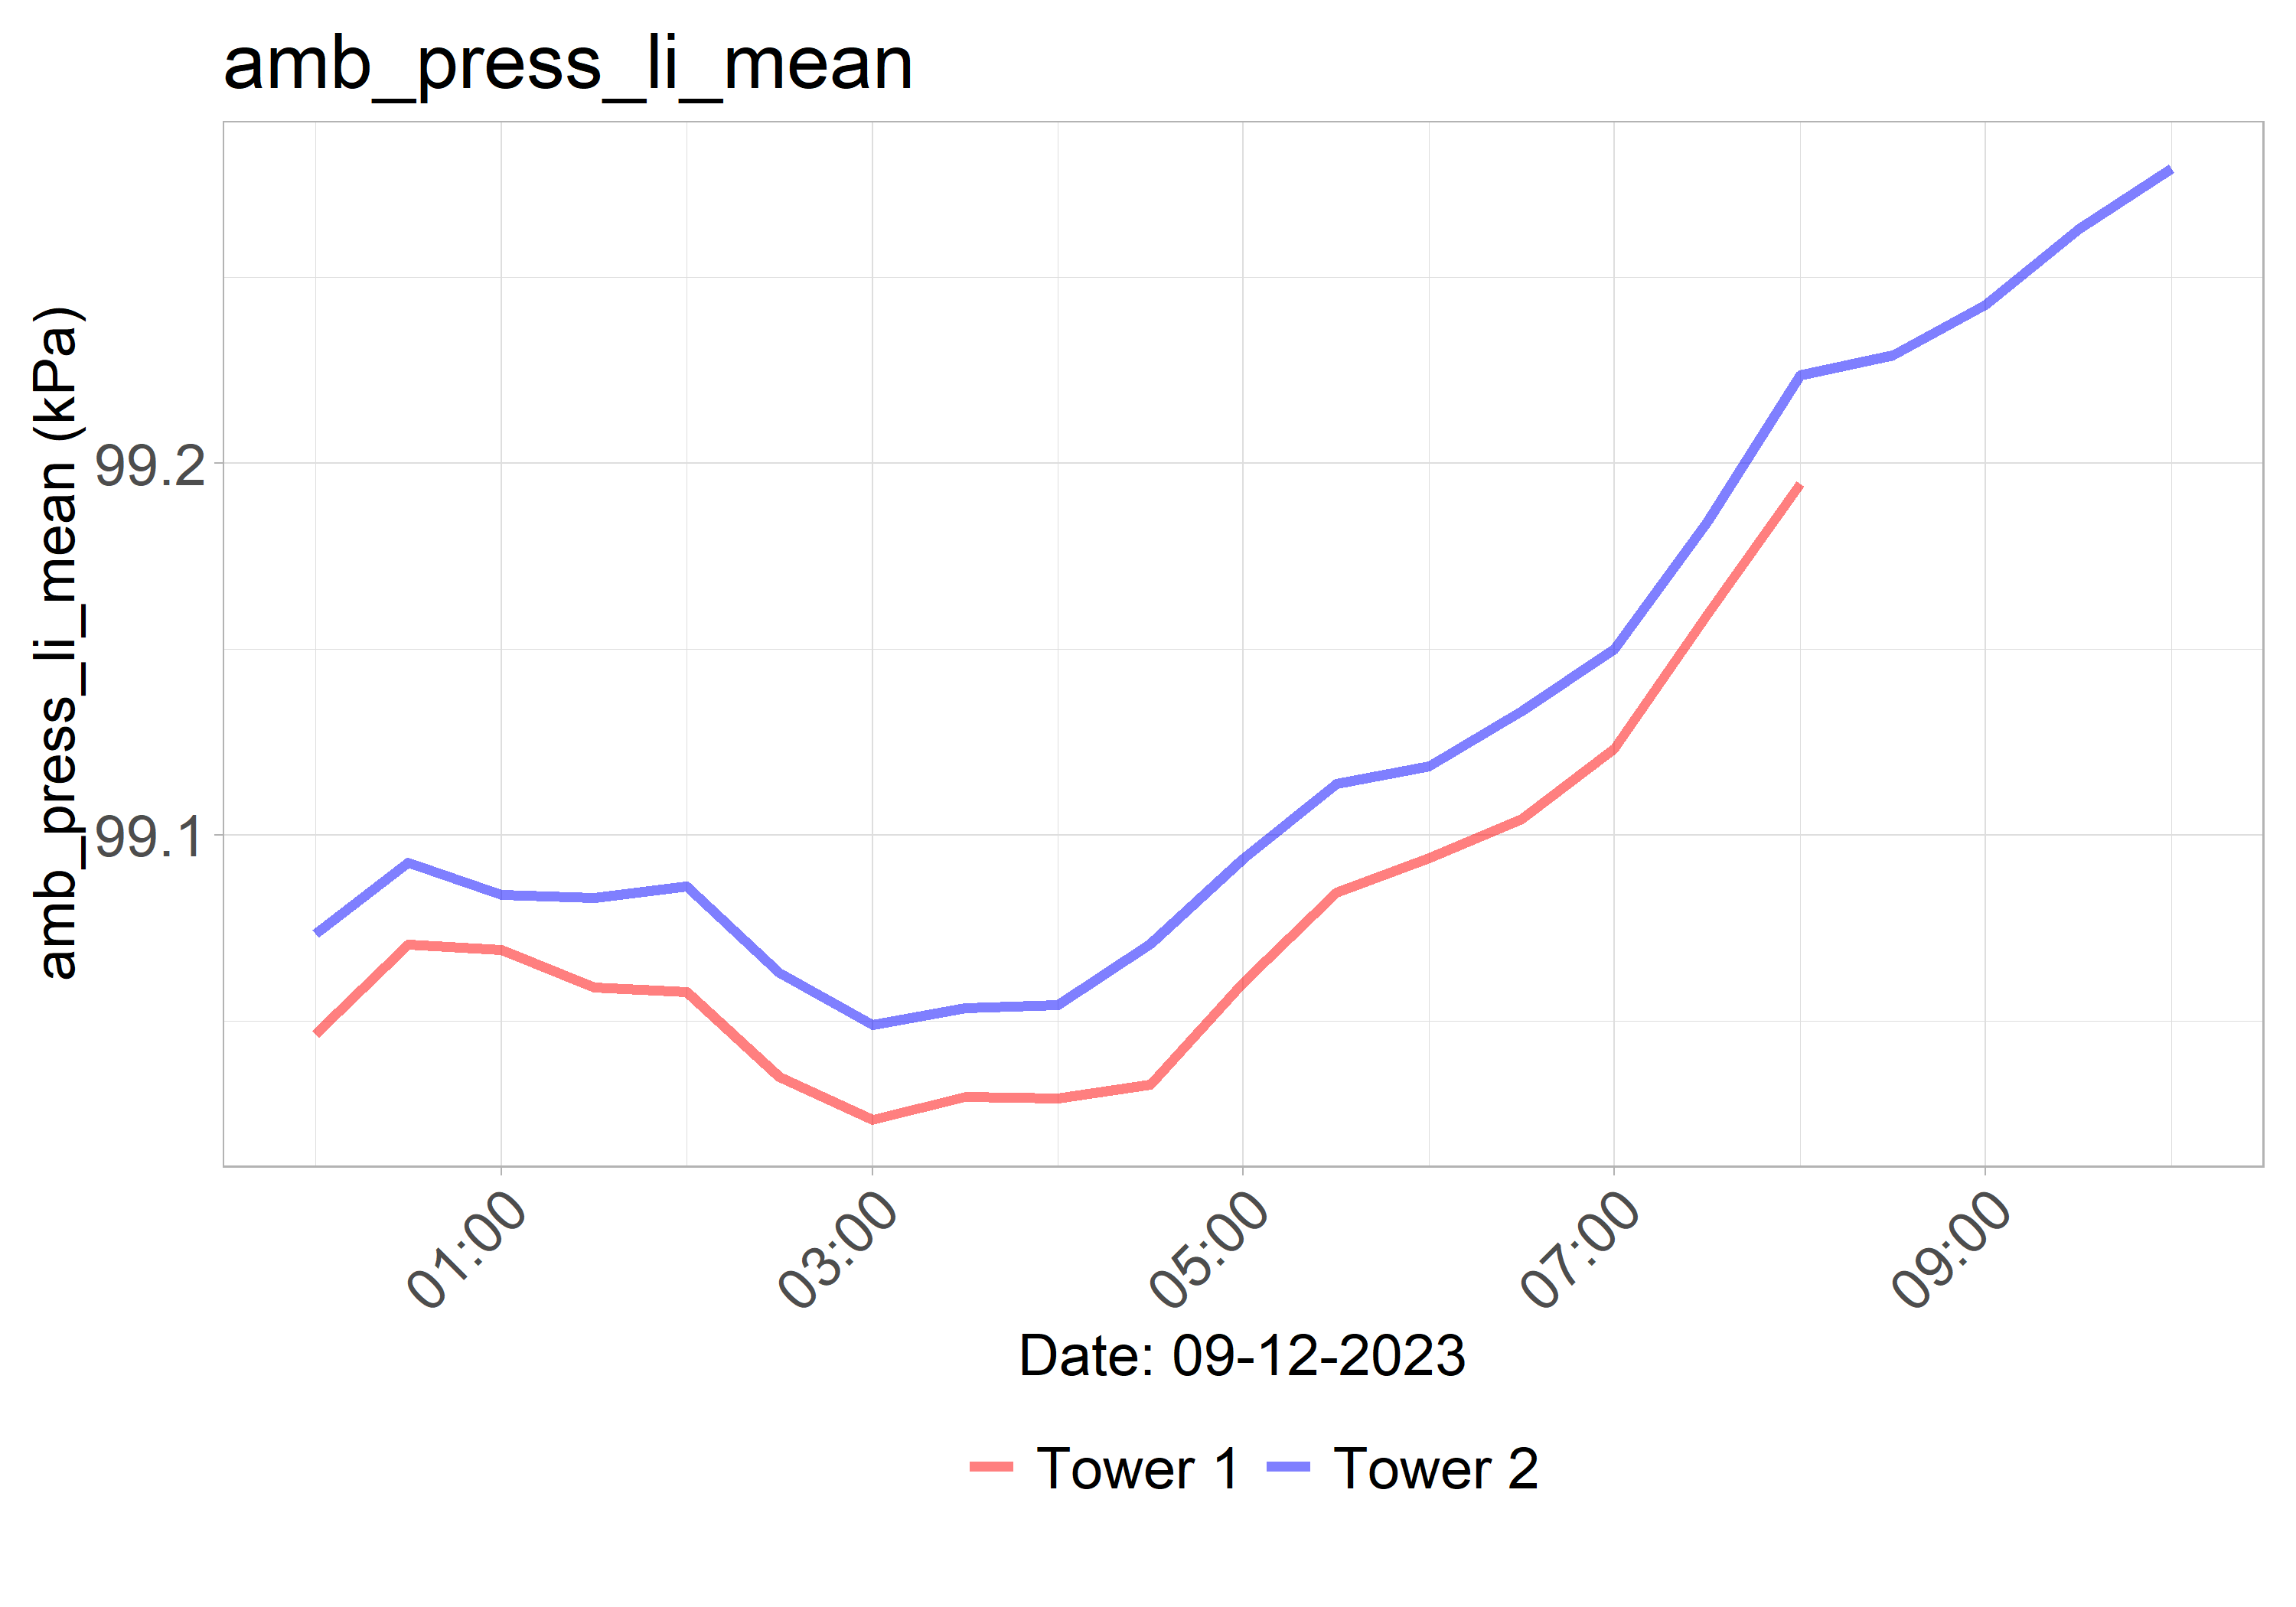 amb_press_li_mean
amb_press_li_mean (kPa)
99.2
99.1
01:00
03:00
05:00
07:00
09:00
Date: 09-12-2023
Tower 1 Tower 2